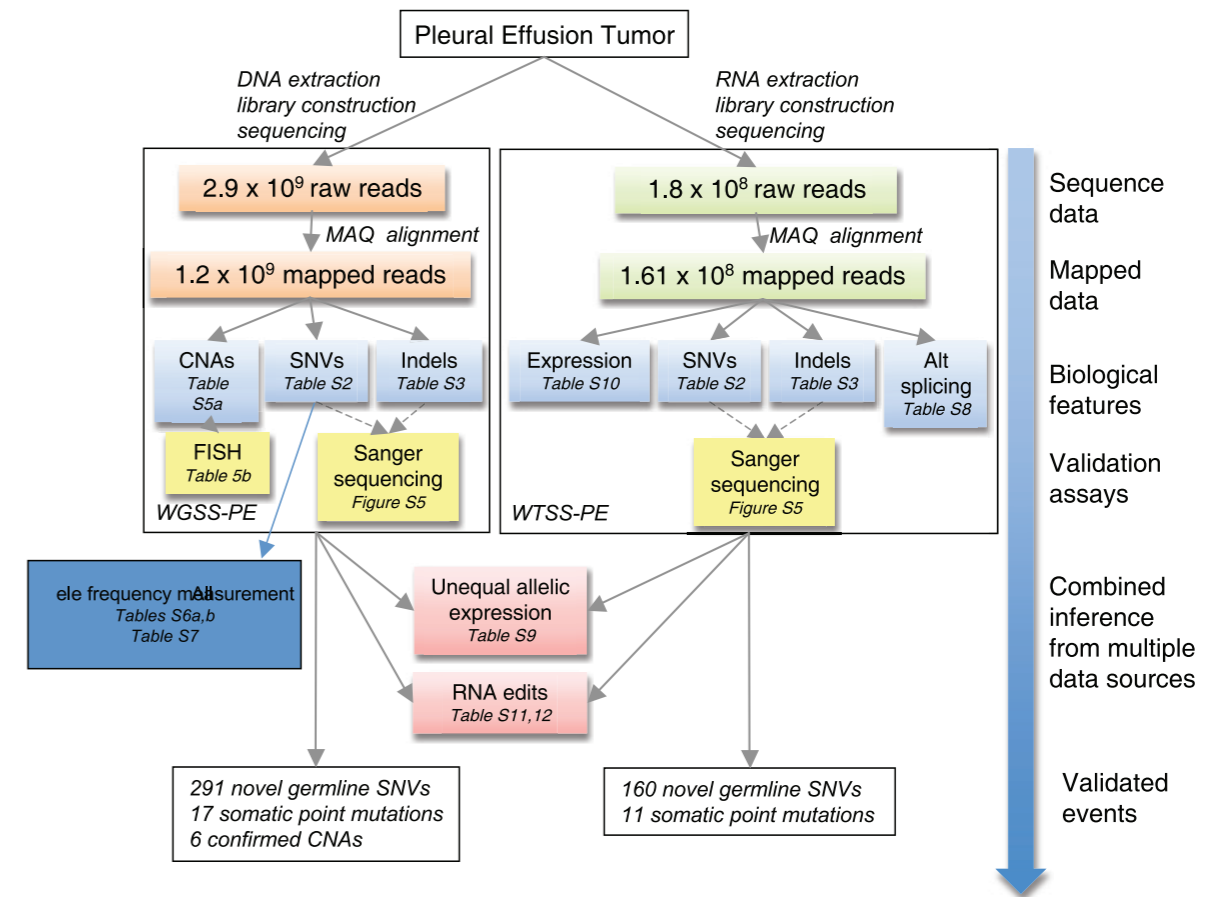 Pleural Effusion Tumor
DNA extraction
library construction
sequencing
RNA extraction
library construction
sequencing
2.9 x 10⁹ raw reads
MAQ alignment
1.2 x 10⁹ mapped reads
CNAs
Table
S5a
SNVs
Table S2
Indels
Table S3
FISH
Table 5b
Sanger
sequencing
Figure S5
WGSS-PE
1.8 x 10⁸ raw reads
MAQ alignment
1.61 x 10⁸ mapped reads
Expression
Table S10
SNVs
Table S2
Indels
Table S3
Alt
splicing
Table S8
Sanger
sequencing
Figure S5
WTSS-PE
Sequence
data
Mapped
data
Biological
features
Validation
assays
Combined
inference
from multiple
data sources
Validated
events
ele frequency
Tables S6a,b
Table S7
Unequal allelic
expression
Table S9
RNA edits
Table S11,12
291 novel germline SNVs
17 somatic point mutations
6 confirmed CNAs
160 novel germline SNVs
11 somatic point mutations